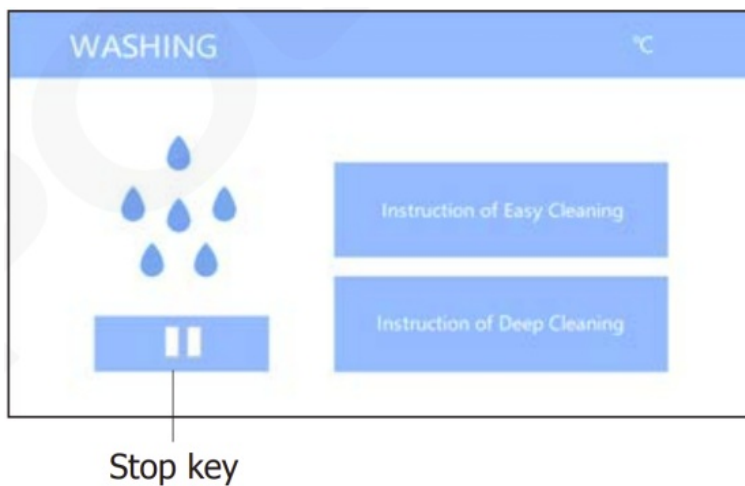 WASHING
°C
Instruction of Easy Cleaning
Instruction of Deep Cleaning
Stop key